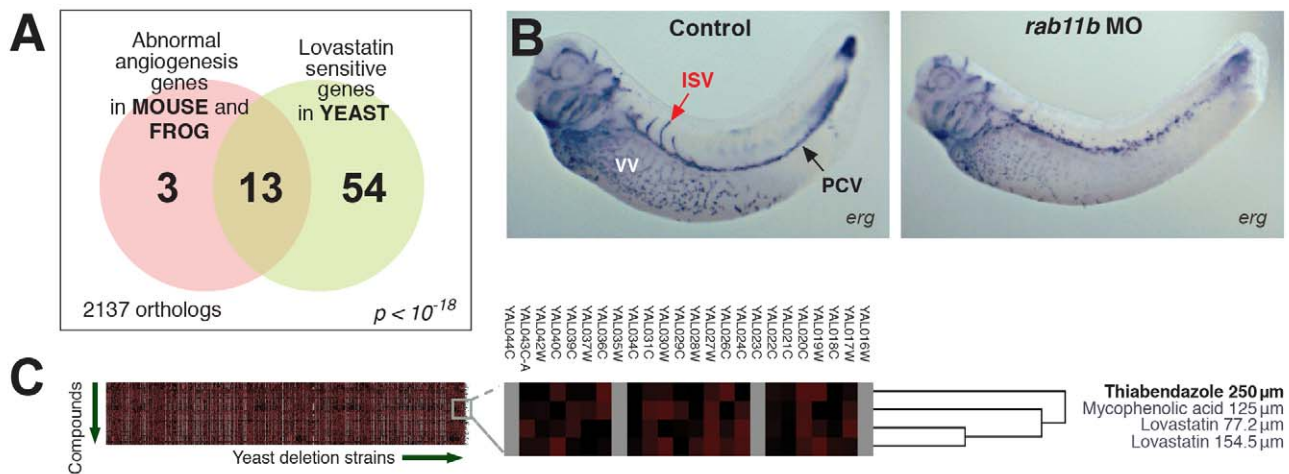 A
Abnormal
angiogenesis
genes
in MOUSE and
FROG
Lovastatin
sensitive
genes
in YEAST
3
13
54
2137 orthologs
p < 10-18
B
Control
ISV
VV
PCV
erg
rab11b MO
erg
C
Compounds
Yeast deletion strains
YAL044C
YAL043C-A
YAL042W
YAL040C
YAL039C
YAL037W
YAL036C
YAL035W
YAL034C
YAL031C
YAL030W
YAL029C
YAL028W
YAL027W
YAL026C
YAL024C
YAL023C
YAL022C
YAL021C
YAL020C
YAL019W
YAL018C
YAL017W
YAL016W
Thiabendazole 250 µm
Mycophenolic acid 125 µm
Lovastatin 77.2 µm
Lovastatin 154.5 µm